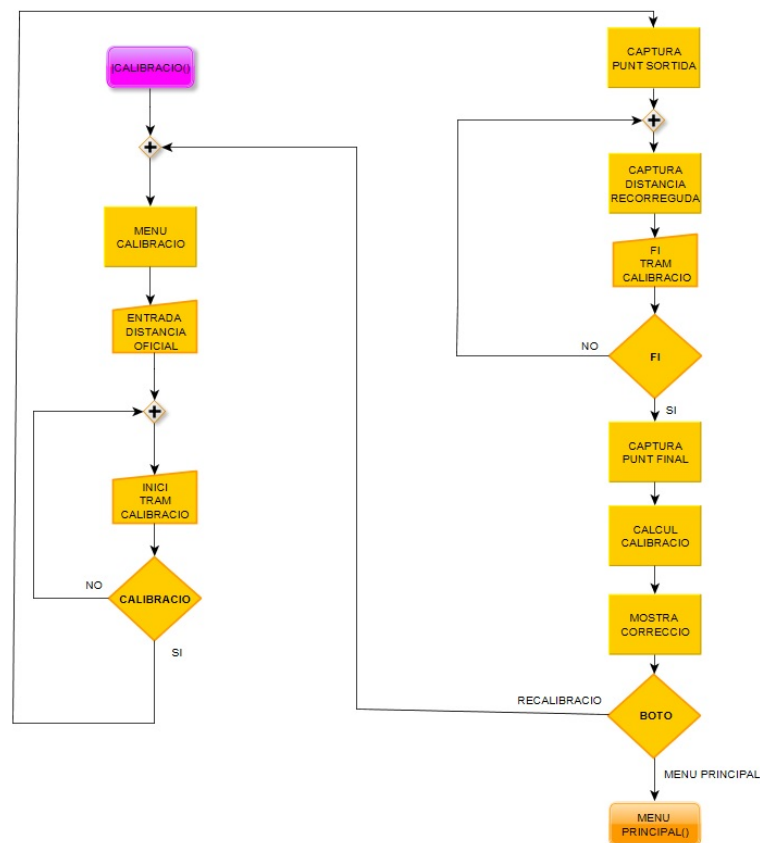 |CALIBRACIO()
MENU
CALIBRACIO
ENTRADA
DISTANCIA
OFICIAL
INICI
TRAM
CALIBRACIO
NO
CALIBRACIO
SI
CAPTURA
PUNT SORTIDA
CAPTURA
DISTANCIA
RECORREGUDA
FI
TRAM
CALIBRACIO
NO
FI
SI
CAPTURA
PUNT FINAL
CALCUL
CALIBRACIO
MOSTRA
CORRECCIO
RECALIBRACIO
BOTO
MENU PRINCIPAL
MENU
PRINCIPAL()